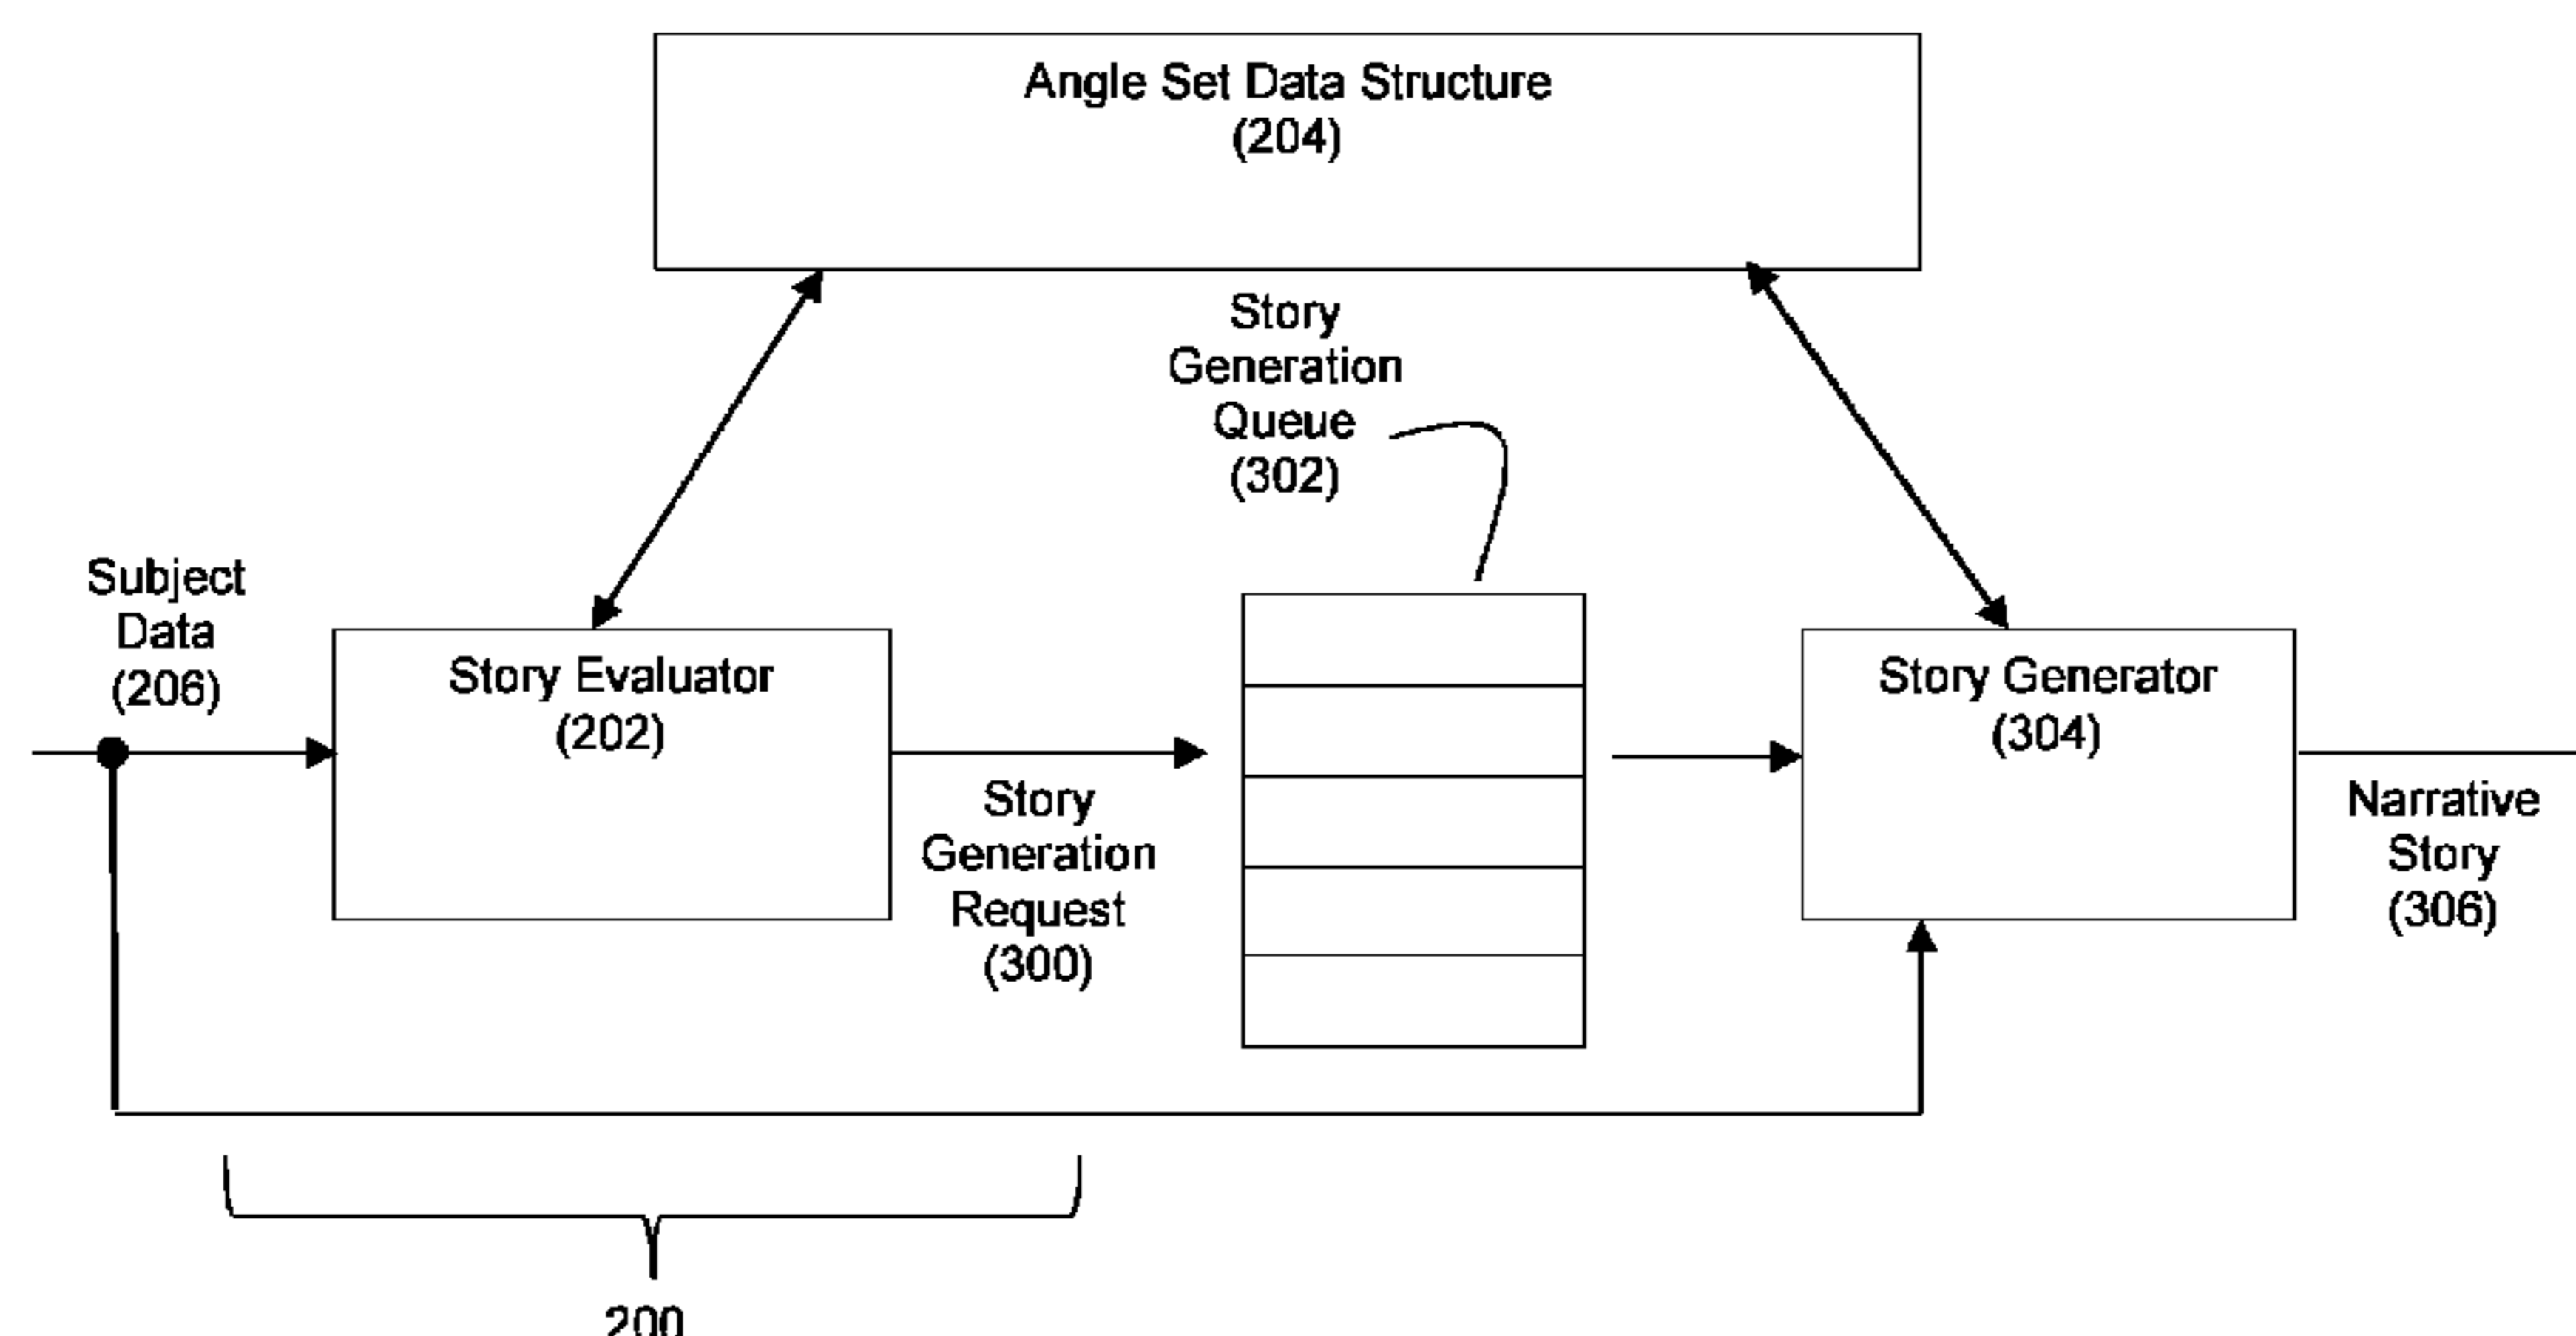 Angle Set Data Structure
(204)
Story
Generation
Queue
(302)
Subject
Data
(206)
Story Evaluator
(202)
Story
Generation
Request
(300)
Story Generator
(304)
Narrative
Story
(306)
200